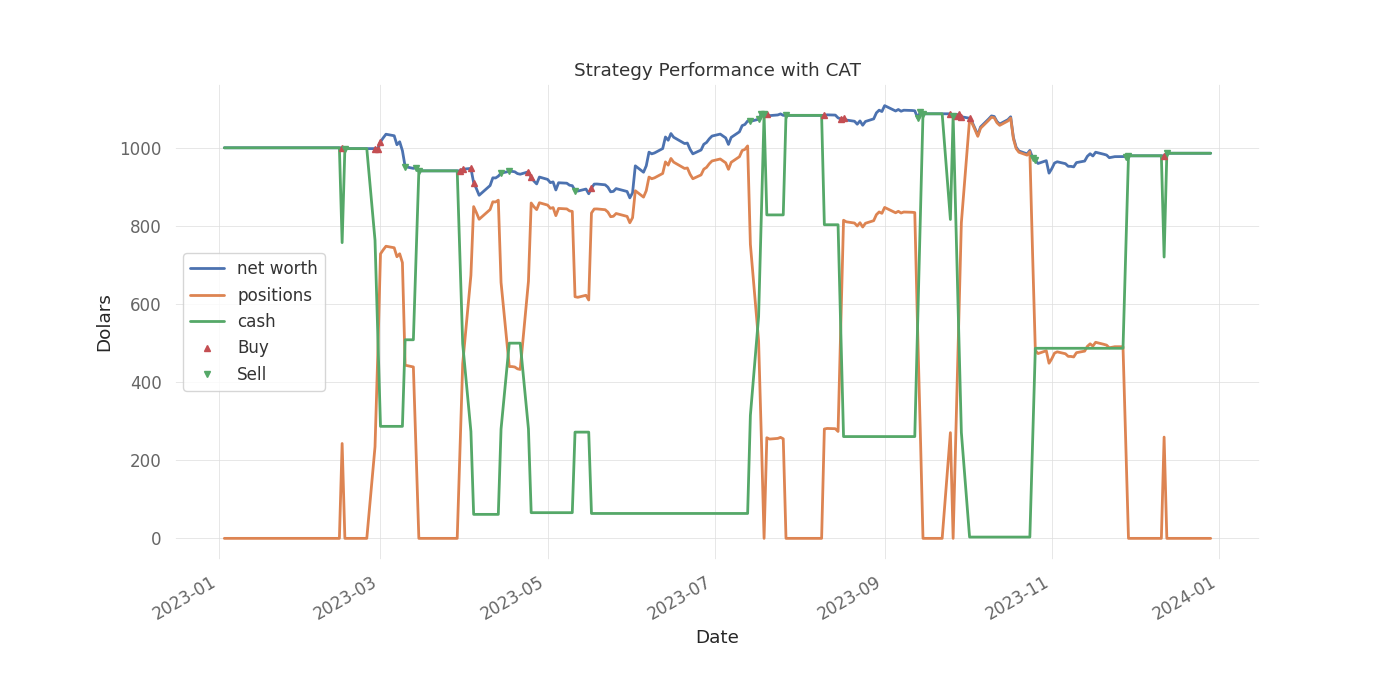 Strategy Performance with CAT
Dolars
1000
800
600
400
200
0
net worth
positions
cash
Buy
Sell
2023-01
2023-03
2023-05
2023-07
2023-09
2023-11
2024-01
Date